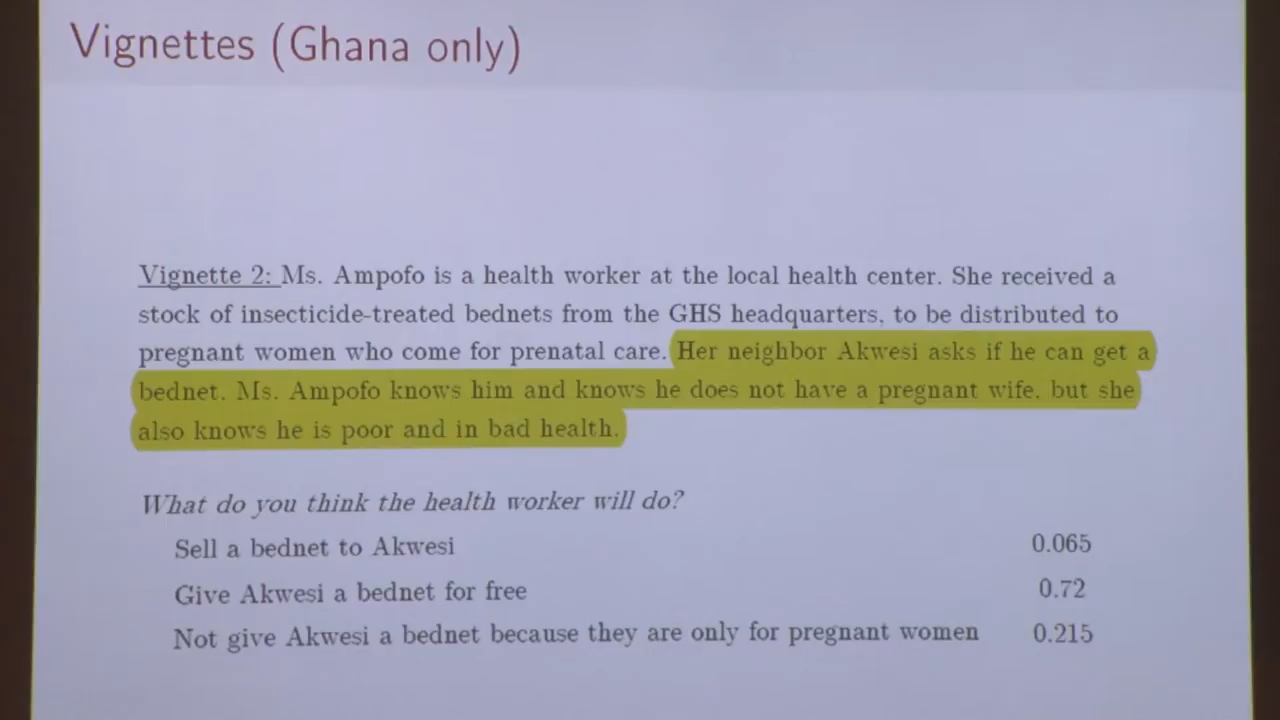 Vignettes (Ghana only)
Vignette 2: Ms. Ampofo is a health worker at the local health center. She received a
stock of insecticide-treated bednets from the GHS headquarters, to be distributed to
pregnant women who come for prenatal care. Her neighbor Akwesi asks if he can get a
bednet. Ms. Ampofo knows him and knows he does not have a pregnant wife, but she
also knows he is poor and in bad health.
What do you think the health worker will do?
Sell a bednet to Akwesi 0.065
Give Akwesi a bednet for free 0.72
Not give Akwesi a bednet because they are only for pregnant women 0.215